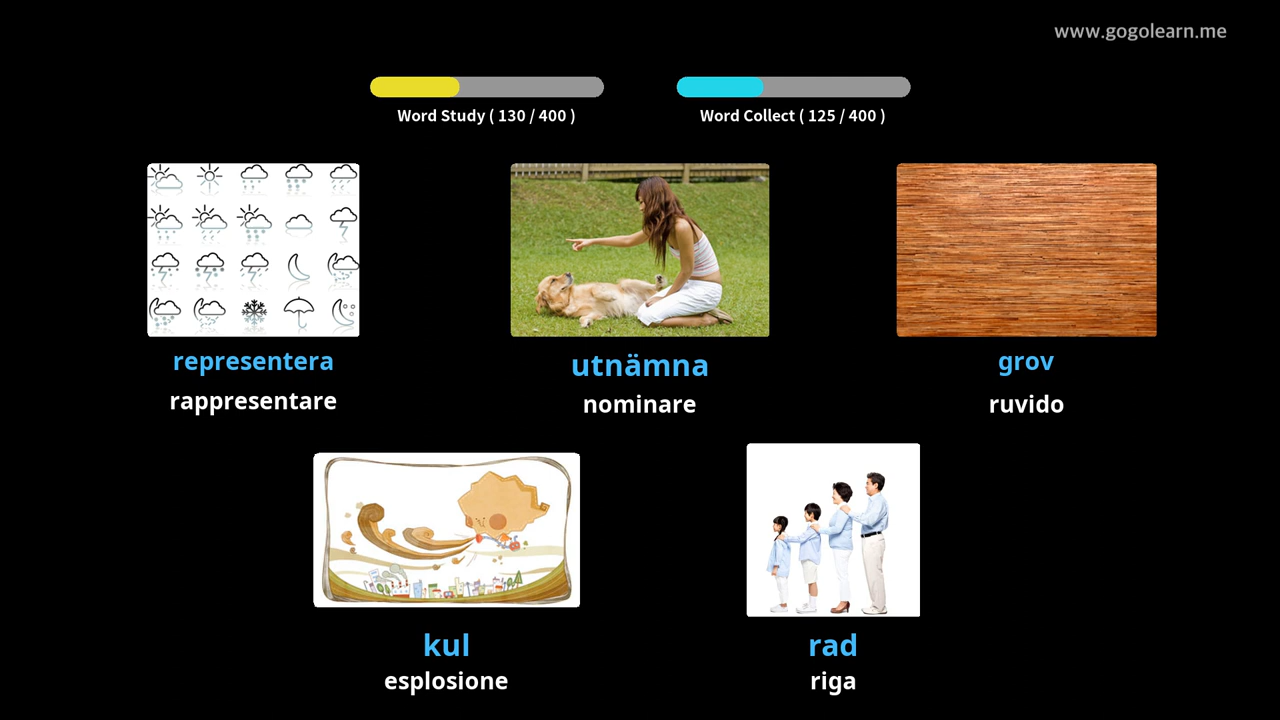 www.gogolearn.me
Word Study ( 130 / 400 )
Word Collect ( 125 / 400 )
representera
utnämna
grov
rappresentare
nominare
ruvido
kul
rad
esplosione
riga